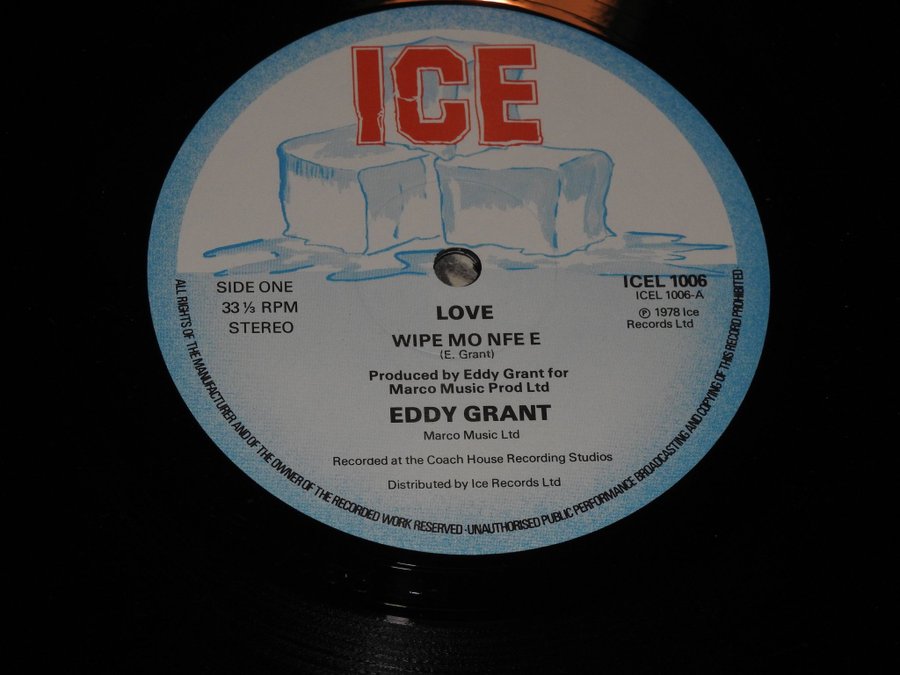 ICE
SIDE ONE
33 ⅓ RPM
STEREO
ICEL 1006
ICEL 1006-A
℗ 1978 Ice
Records Ltd
LOVE
WIPE MO NFE E
(E. Grant)
Produced by Eddy Grant for
Marco Music Prod Ltd
EDDY GRANT
Marco Music Ltd
Recorded at the Coach House Recording Studios
Distributed by Ice Records Ltd
ALL RIGHTS OF THE MANUFACTURER AND OF THE OWNER OF THE RECORDED WORK RESERVED · UNAUTHORISED PUBLIC PERFORMANCE BROADCASTING AND COPYING OF THIS RECORD PROHIBITED